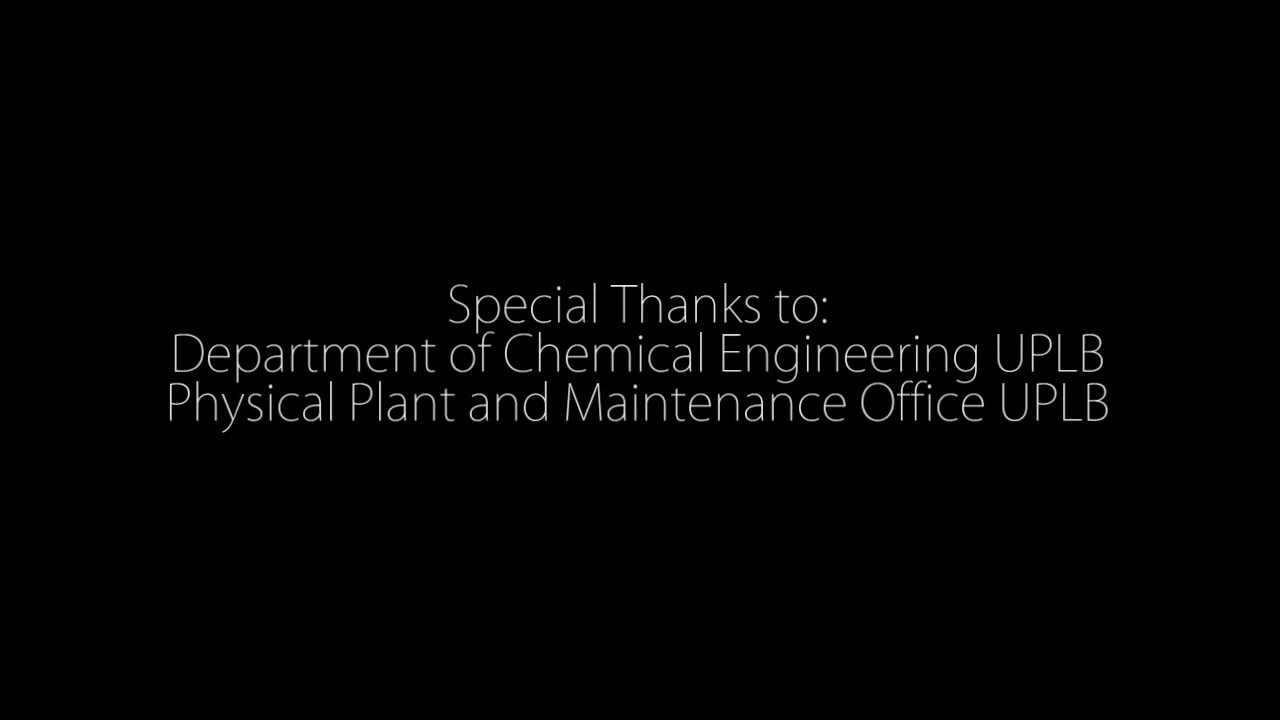 Special Thanks to:
Department of Chemical Engineering UPLB
Physical Plant and Maintenance Office UPLB